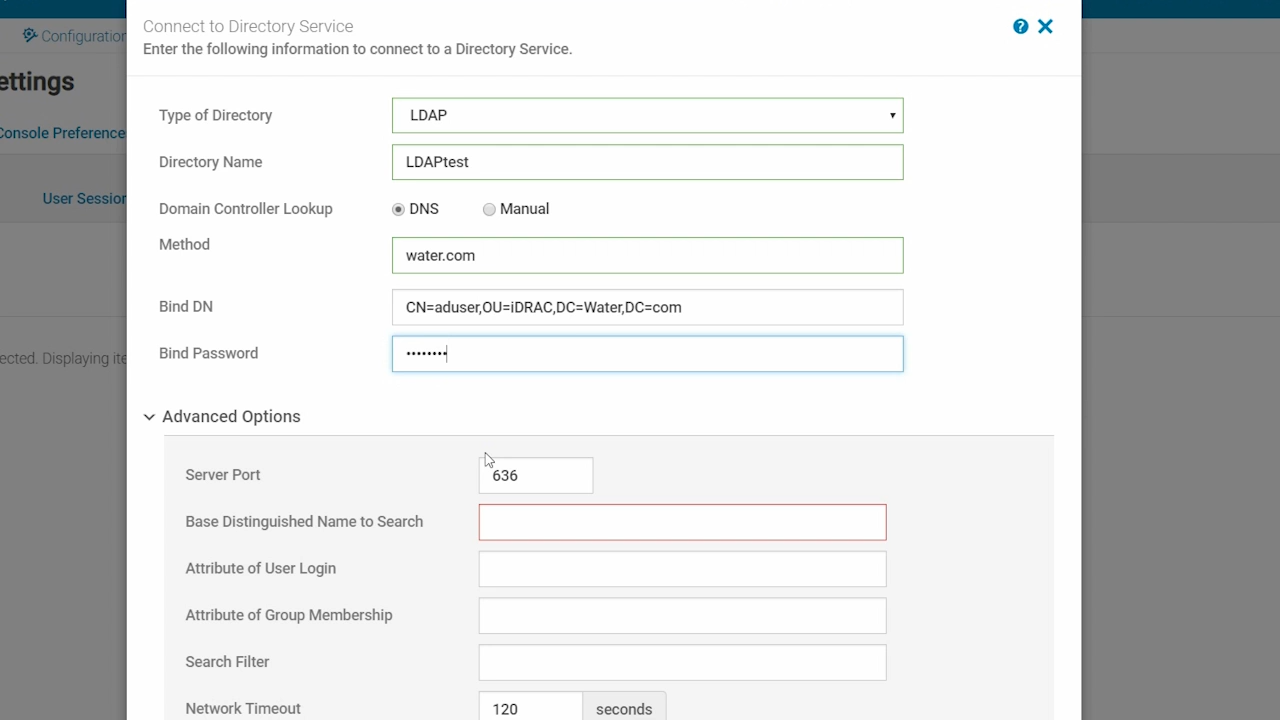 Connect to Directory Service
Enter the following information to connect to a Directory Service.
Configuration
ettings
Console Preference
User Session
ected. Displaying ite
Type of Directory
LDAP
Directory Name
LDAPtest
Domain Controller Lookup
DNS
Manual
Method
water.com
Bind DN
CN=aduser,OU=iDRAC,DC=Water,DC=com
Bind Password
••••••••
Advanced Options
Server Port
636
Base Distinguished Name to Search
Attribute of User Login
Attribute of Group Membership
Search Filter
Network Timeout
120
seconds